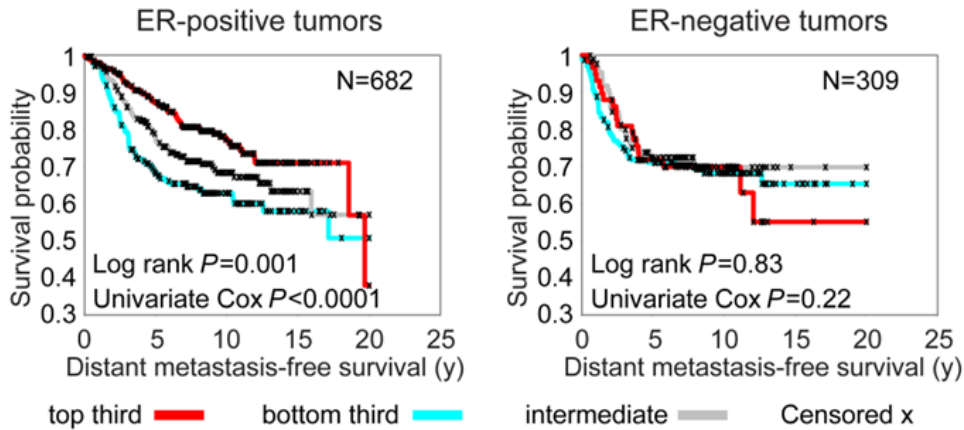 ER-positive tumors
N=682
Survival probability
1
0.9
0.8
0.7
0.6
0.5
0.4
0.3
Log rank P=0.001
Univariate Cox P<0.0001
0 5 10 15 20 25
Distant metastasis-free survival (y)
ER-negative tumors
N=309
Survival probability
1
0.9
0.8
0.7
0.6
0.5
0.4
0.3
Log rank P=0.83
Univariate Cox P=0.22
0 5 10 15 20 25
Distant metastasis-free survival (y)
top third bottom third intermediate Censored x